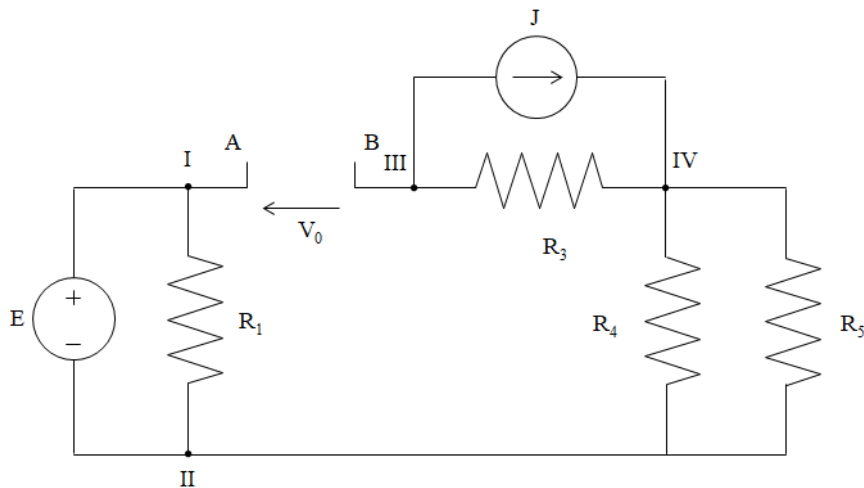 J
A
B
I
III
IV
V₀
R₃
E
+
−
R₁
R₄
R₅
II